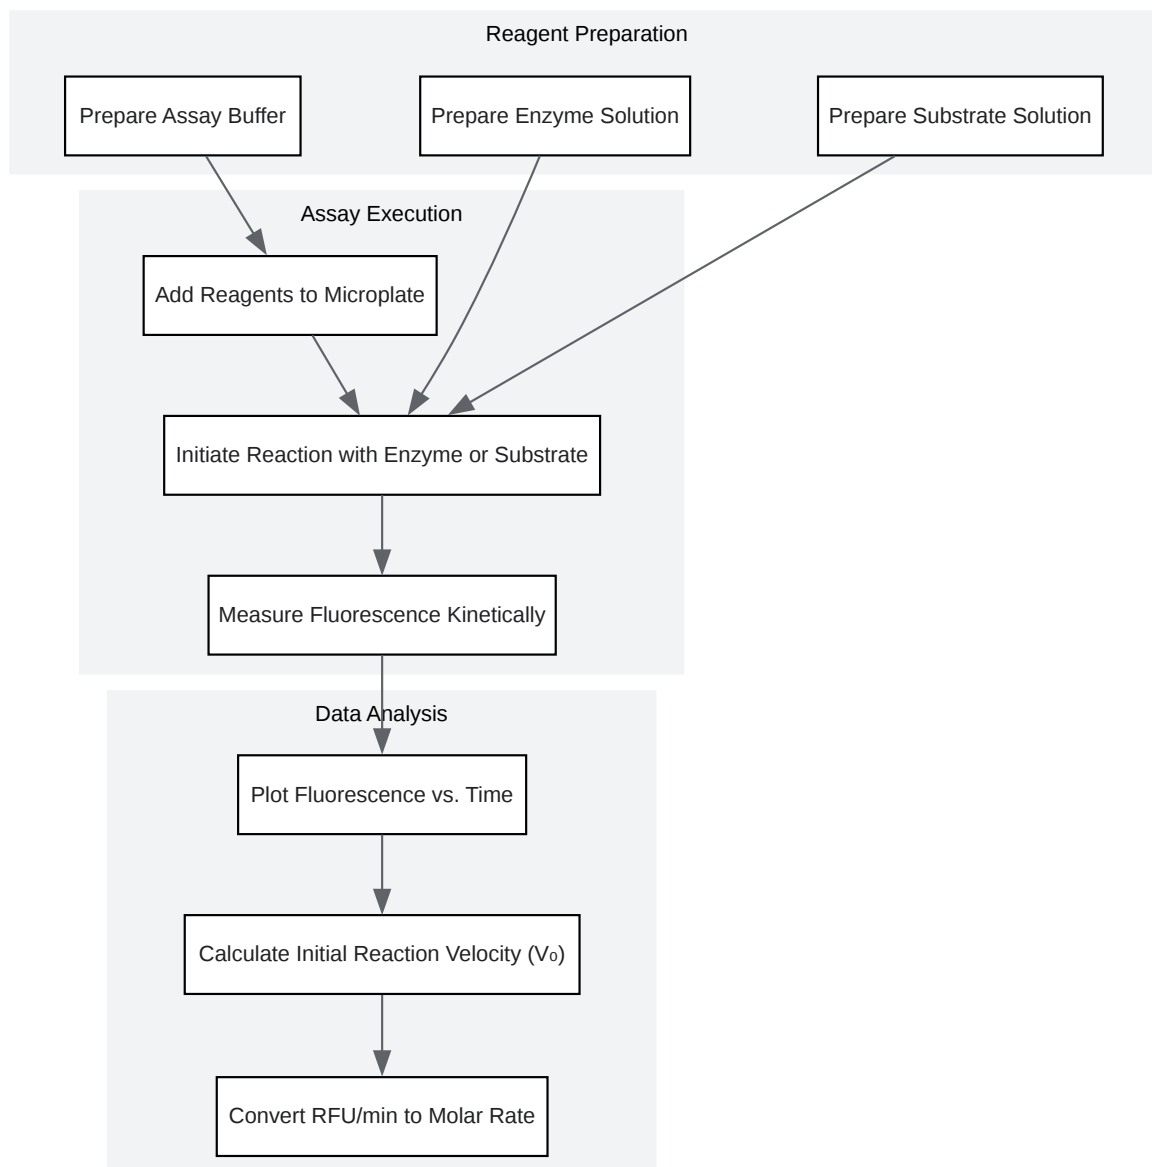 Reagent Preparation
Prepare Assay Buffer
Prepare Enzyme Solution
Prepare Substrate Solution
Assay Execution
Add Reagents to Microplate
Initiate Reaction with Enzyme or Substrate
Measure Fluorescence Kinetically
Data Analysis
Plot Fluorescence vs. Time
Calculate Initial Reaction Velocity (V₀)
Convert RFU/min to Molar Rate